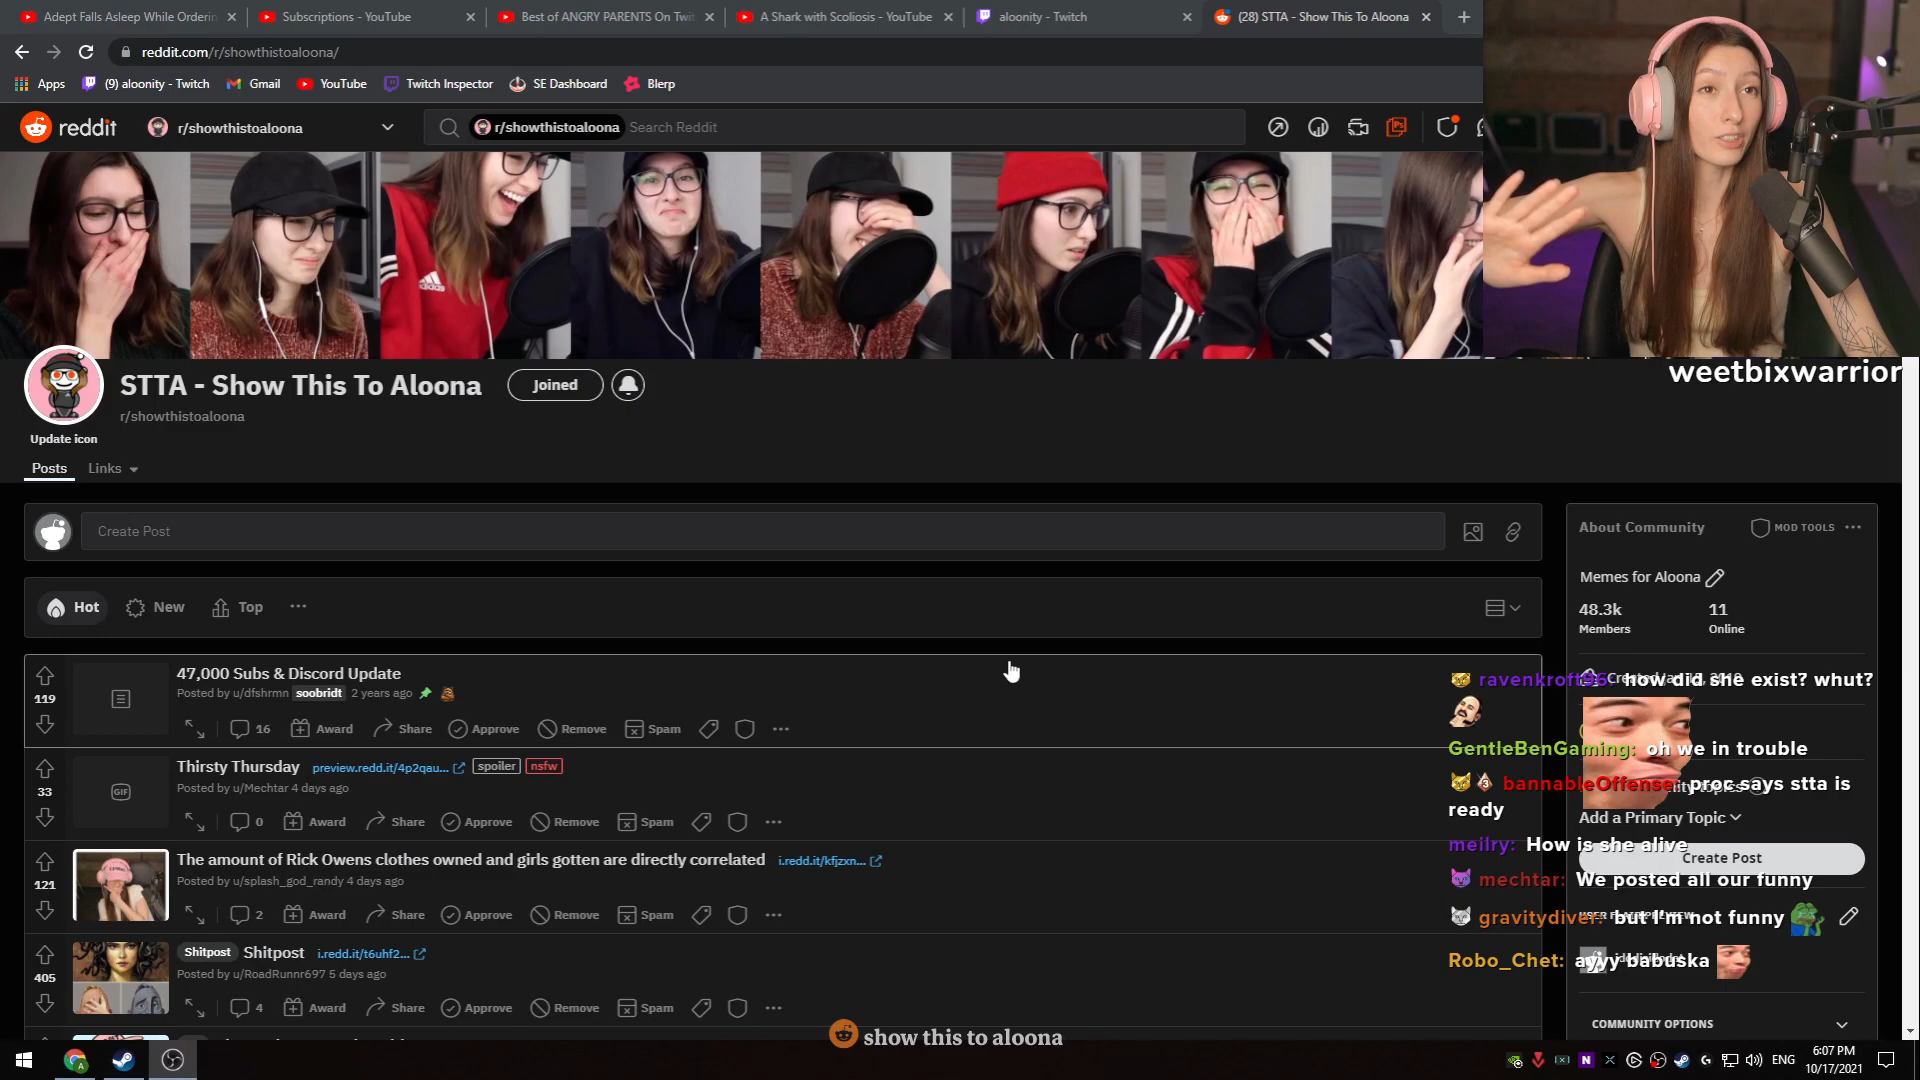 Adept Falls Asleep While Orderin
Subscriptions - YouTube
Best of ANGRY PARENTS On Twit
A Shark with Scoliosis - YouTube
aloonity - Twitch
(28) STTA - Show This To Aloona
reddit.com/r/showthistoaloona/
Apps
(9) aloonity - Twitch
Gmail
YouTube
Twitch Inspector
SE Dashboard
Blerp
reddit
r/showthistoaloona
r/showthistoaloona Search Reddit
STTA - Show This To Aloona
Joined
r/showthistoaloona
Update icon
weetbixwarrior
Posts
Links
Create Post
About Community
MOD TOOLS
Memes for Aloona
48.3k
11
Members
Online
Hot
New
Top
119
47,000 Subs & Discord Update
Posted by u/dfshrmn soobridt 2 years ago
16 Award Share Approve Remove Spam
33
Thirsty Thursday preview.redd.it/4p2qau... spoiler nsfw
Posted by u/Mechtar 4 days ago
GIF
0 Award Share Approve Remove Spam
121
The amount of Rick Owens clothes owned and girls gotten are directly correlated i.redd.it/kfjzxn...
Posted by u/splash_god_randy 4 days ago
2 Award Share Approve Remove Spam
405
Shitpost Shitpost i.redd.it/t6uhf2...
Posted by u/RoadRunnr697 5 days ago
4 Award Share Approve Remove Spam
ravenkroft96: how did she exist? whut?
GentleBenGaming: oh we in trouble
bannableOffense: proc says stta is
ready
Add a Primary Topic
meilry: How is she alive
Create Post
mechtar: We posted all our funny
gravitydiver: but I'm not funny
Robo_Chet: ayyy babuska
COMMUNITY OPTIONS
show this to aloona
ENG
6:07 PM
10/17/2021